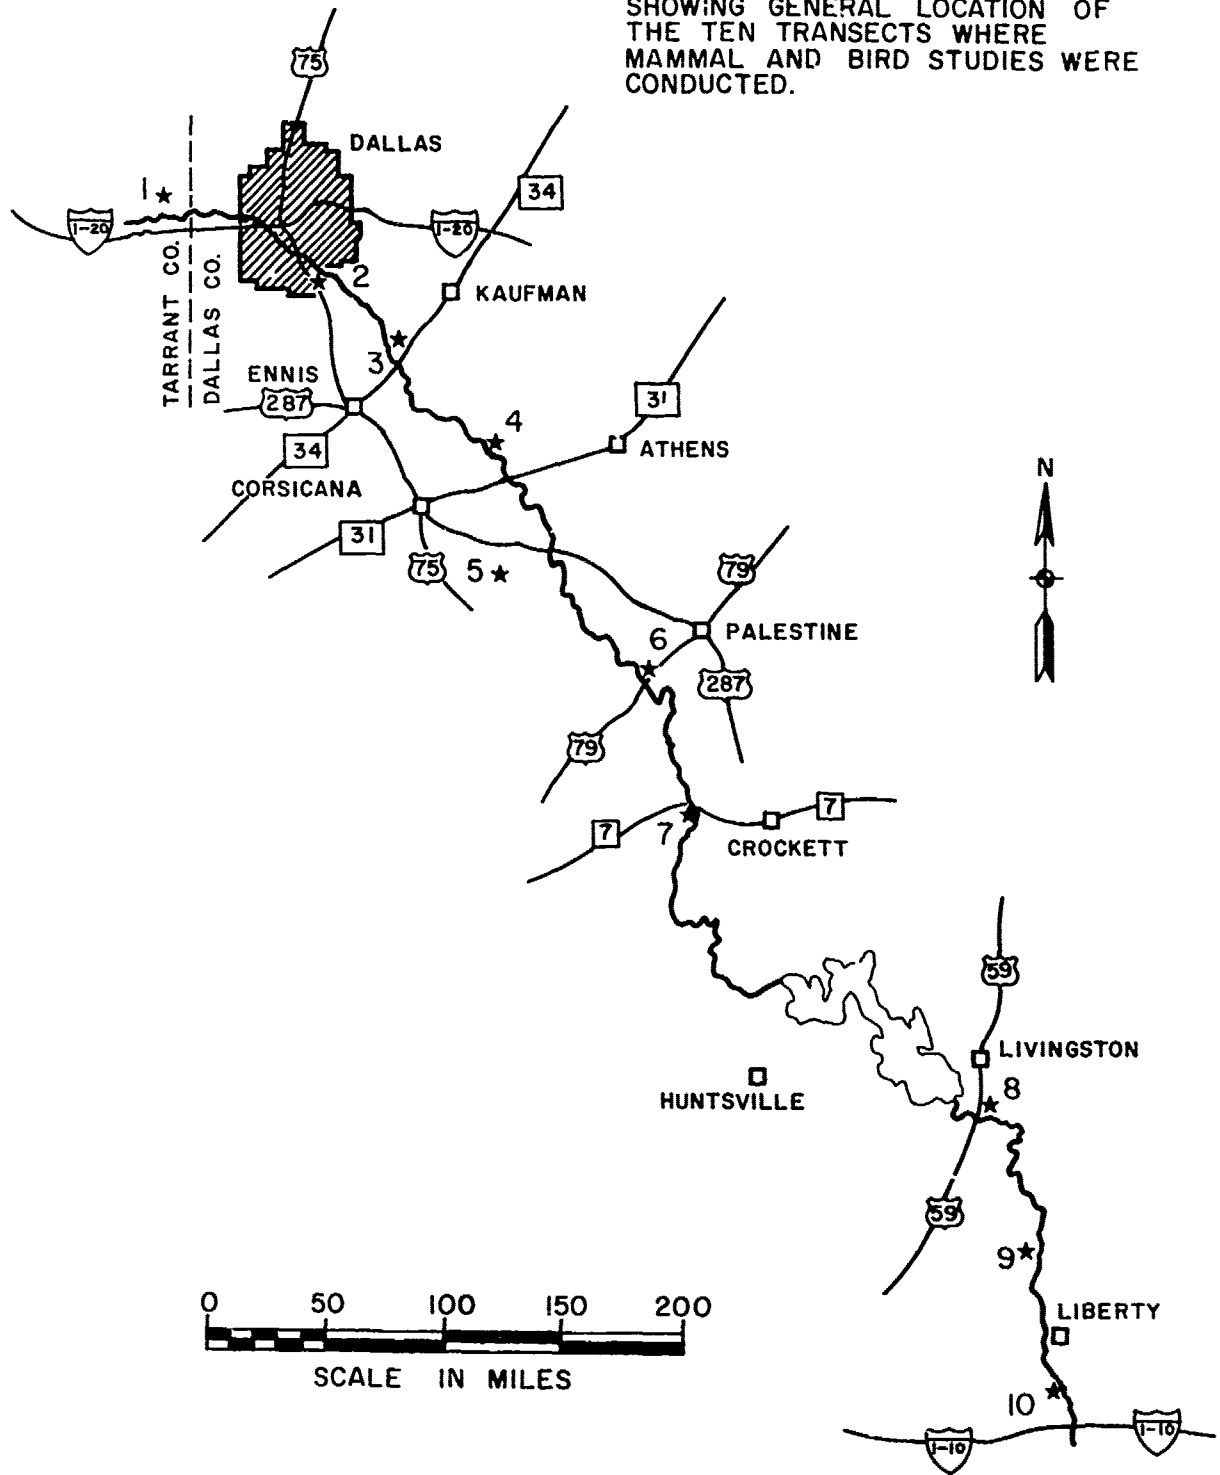 SHOWING GENERAL LOCATION OF
THE TEN TRANSECTS WHERE
MAMMAL AND BIRD STUDIES WERE
CONDUCTED.
75
DALLAS
34
1
I-20
I-20
TARRANT CO.
DALLAS CO.
2
KAUFMAN
3
ENNIS
287
31
4
34
ATHENS
CORSICANA
N
31
75
5
79
6
PALESTINE
287
79
7
7
7
CROCKETT
59
LIVINGSTON
HUNTSVILLE
8
59
9
0 50 100 150 200
LIBERTY
SCALE IN MILES
10
I-10
I-10